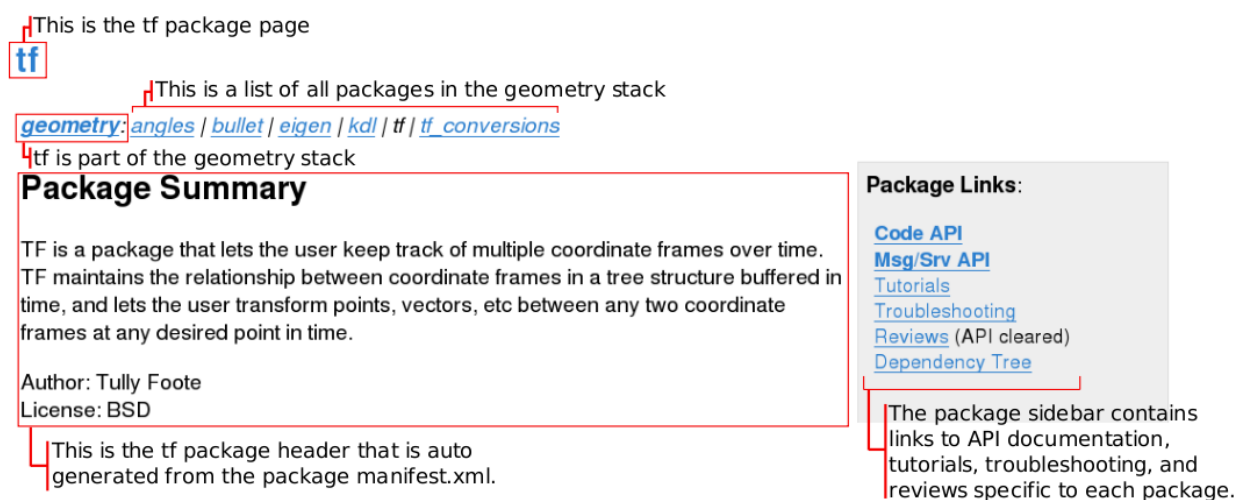 This is the tf package page
tf
This is a list of all packages in the geometry stack
geometry: angles | bullet | eigen | kdl | tf | tf_conversions
tf is part of the geometry stack
Package Summary
TF is a package that lets the user keep track of multiple coordinate frames over time.
TF maintains the relationship between coordinate frames in a tree structure buffered in
time, and lets the user transform points, vectors, etc between any two coordinate
frames at any desired point in time.
Author: Tully Foote
License: BSD
This is the tf package header that is auto
generated from the package manifest.xml.
Package Links:
Code API
Msg/Srv API
Tutorials
Troubleshooting
Reviews (API cleared)
Dependency Tree
The package sidebar contains
links to API documentation,
tutorials, troubleshooting, and
reviews specific to each package.